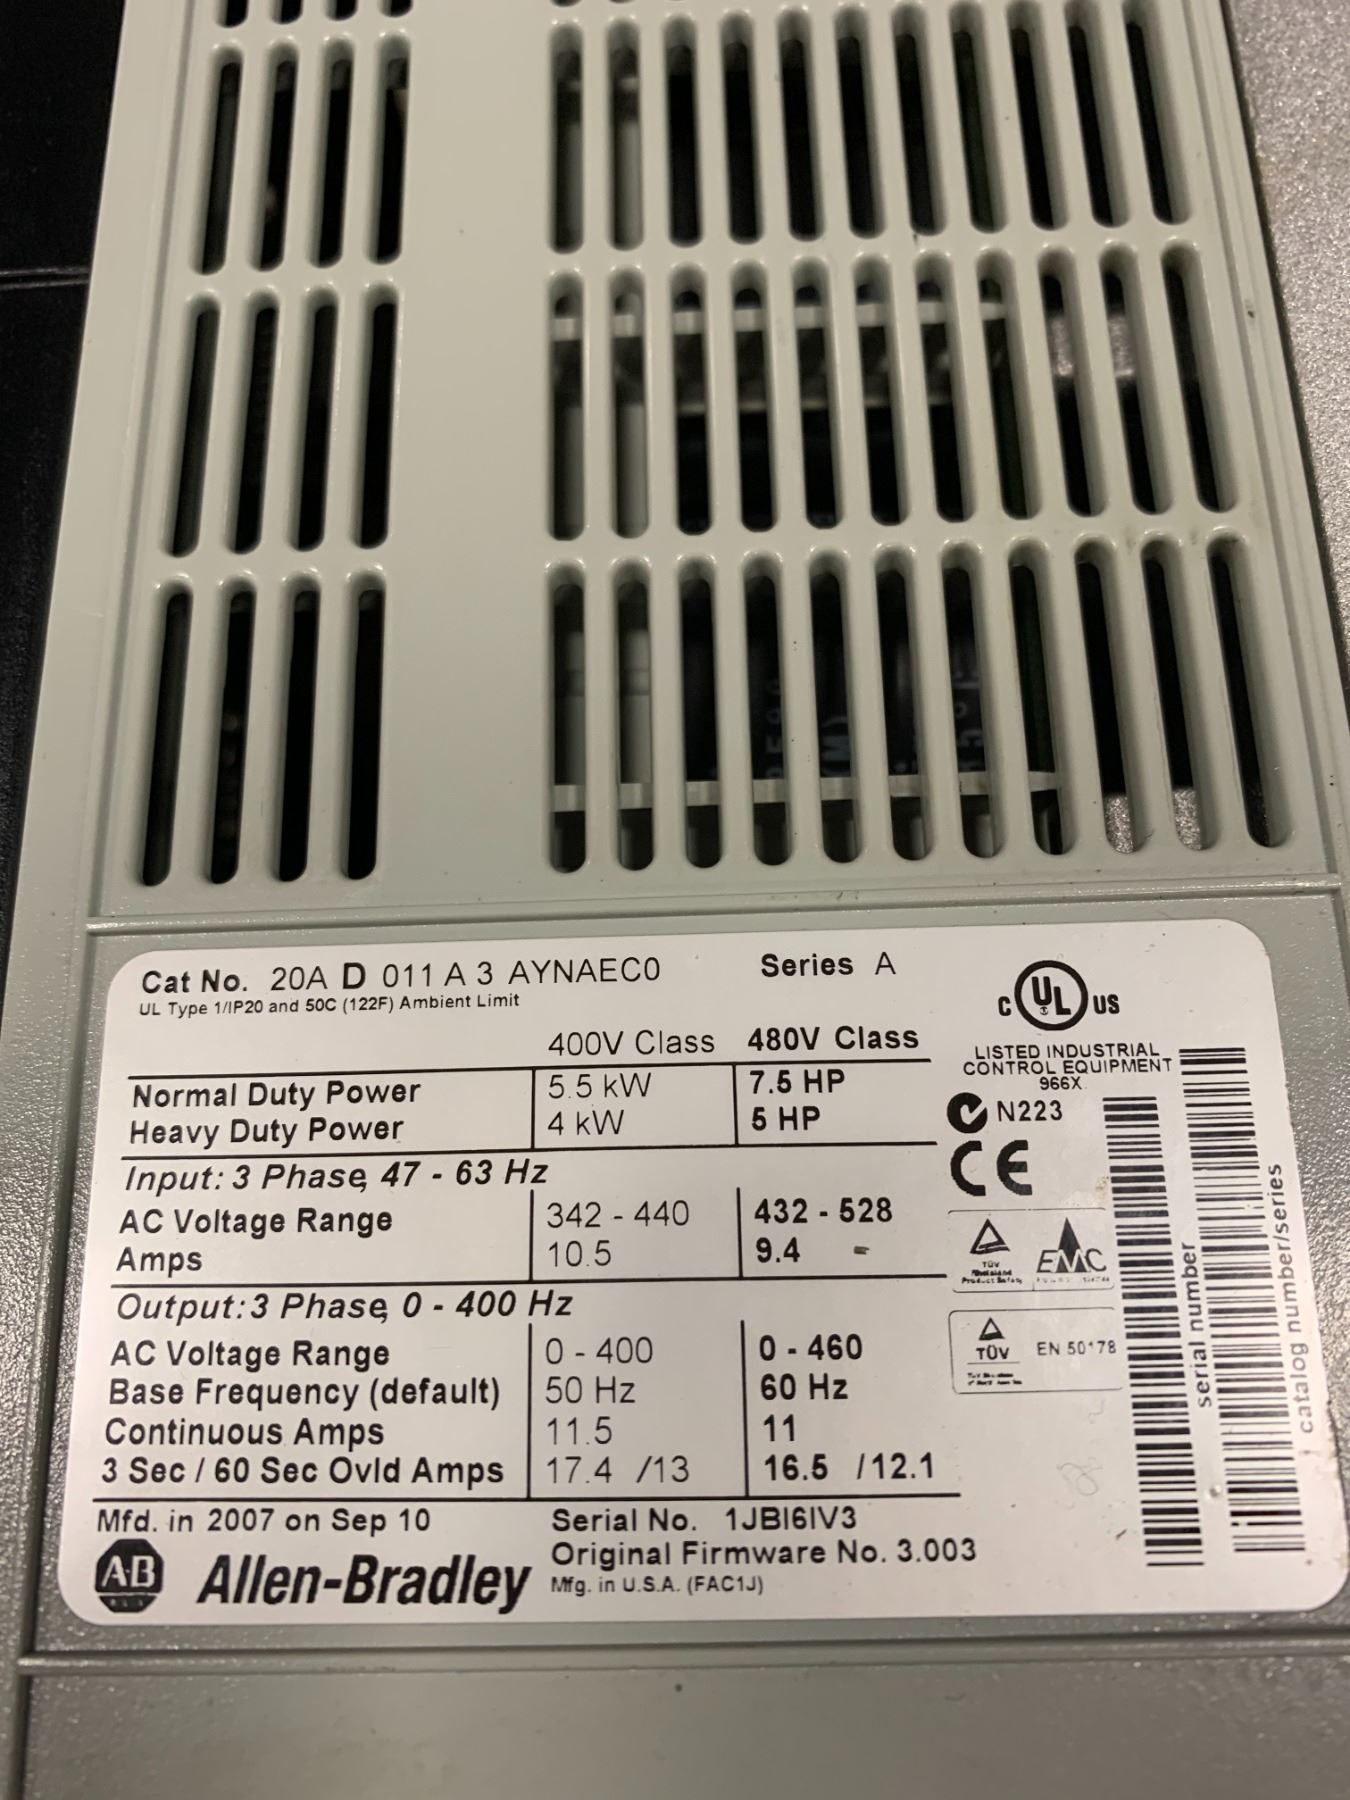 Cat No. 20A D 011 A 3 AYNAEC0 Series A
UL Type 1/IP20 and 50C (122F) Ambient Limit
400V Class 480V Class
Normal Duty Power 5.5 kW 7.5 HP
Heavy Duty Power 4 kW 5 HP
Input: 3 Phase, 47 - 63 Hz
AC Voltage Range 342 - 440 432 - 528
Amps 10.5 9.4
Output: 3 Phase, 0 - 400 Hz
AC Voltage Range 0 - 400 0 - 460
Base Frequency (default) 50 Hz 60 Hz
Continuous Amps 11.5 11
3 Sec / 60 Sec Ovld Amps 17.4 /13 16.5 /12.1
Mfd. in 2007 on Sep 10 Serial No. 1JBI6IV3
Original Firmware No. 3.003
A-B Allen-Bradley Mfg. in U.S.A. (FAC1J)
C UL US
LISTED INDUSTRIAL
CONTROL EQUIPMENT
966X
N223
CE
TÜV
EMC
TÜV EN 50178
serial number
catalog number/series